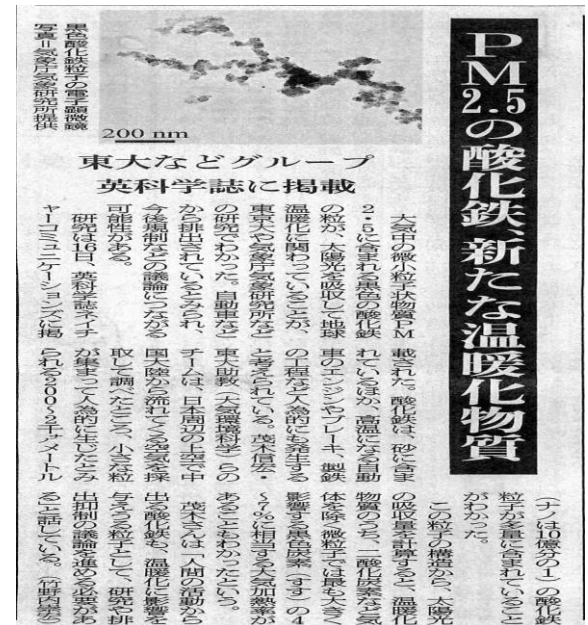 PM2.5の酸化鉄、新たな温暖化物質
東大などグループ
英科学誌に掲載
200 nm
黒色酸化鉄粒子の電子顕微鏡
写真=気象庁気象研究所提供
大気中の微小粒子状物質PM
2・5に含まれる黒色の酸化鉄
の粒が、太陽光を吸収して地球
温暖化に関わっていることが、
東京大や気象庁気象研究所など
の研究でわかった。自動車など
から排出されているとみられ、
今後規制などの議論につながる
可能性がある。
研究は16日、英科学誌ネイチ
ャーコミュニケーションズに掲
載された。酸化鉄は、砂に含ま
れているほか、高温になる自動
車のエンジンやブレーキ、製鉄
の工程など人為的にも発生する
と考えられている。茂木信宏・
東大助教(大気環境科学)らの
チームは、日本周辺の上空で中
国大陸から流れてくる空気を採
取して調べたところ、小さな粒
が集まって人為的に生じたとみ
られる200〜2千ナノメートル
(ナノは10億分の1)の酸化鉄
粒子が多量に含まれていること
がわかった。
この粒子の構造から、太陽光
の吸収量を計算すると、温暖化
物質のうち、二酸化炭素など気
体を除く微粒子では最も大きく
影響する黒色炭素(すす)の4
〜7%に相当する大気加熱率が
あることもわかったという。
茂木さんは「人間の活動から
出る酸化鉄も、温暖化に影響を
与えうる粒子として、研究や排
出抑制の議論を進める必要があ
る」と話している。(竹野内崇宏)